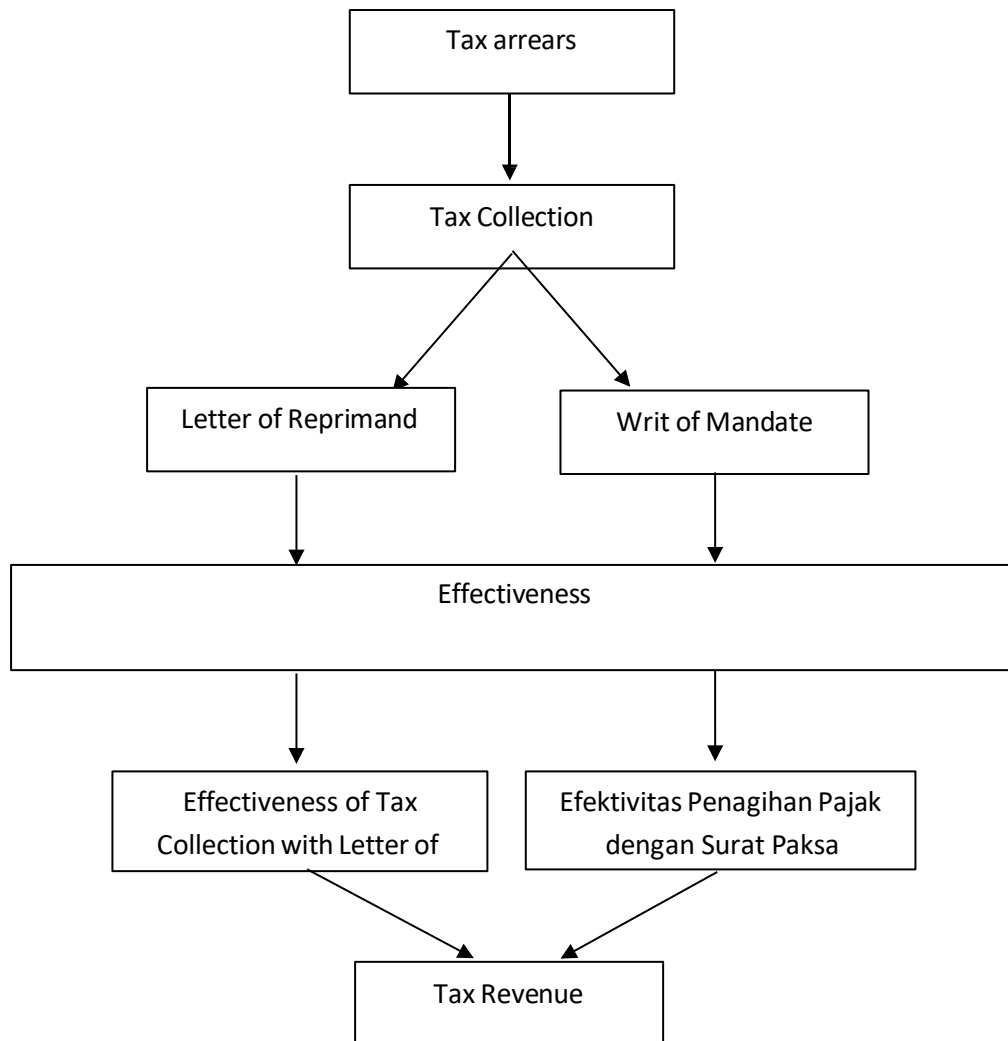 Tax arrears
Tax Collection
Letter of Reprimand
Writ of Mandate
Effectiveness
Effectiveness of Tax
Collection with Letter of
Efektivitas Penagihan Pajak
dengan Surat Paksa
Tax Revenue